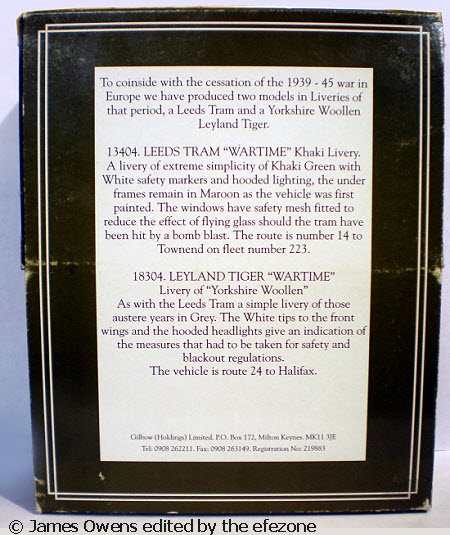 To coinside with the cessation of the 1939 - 45 war in
Europe we have produced two models in Liveries of
that period, a Leeds Tram and a Yorkshire Woollen
Leyland Tiger.
13404. LEEDS TRAM “WARTIME” Khaki Livery.
A livery of extreme simplicity of Khaki Green with
White safety markers and hooded lighting, the under
frames remain in Maroon as the vehicle was first
painted. The windows have safety mesh fitted to
reduce the effect of flying glass should the tram have
been hit by a bomb blast. The route is number 14 to
Townend on fleet number 223.
18304. LEYLAND TIGER “WARTIME”
Livery of “Yorkshire Woollen”
As with the Leeds Tram a simple livery of those
austere years in Grey. The White tips to the front
wings and the hooded headlights give an indication of
the measures that had to be taken for safety and
blackout regulations.
The vehicle is route 24 to Halifax.
Gilbow (Holdings) Limited. P.O. Box 172, Milton Keynes. MK11 3JE
Tel: 0908 262211. Fax: 0908 263149. Registration No: 219883
© James Owens edited by the efezone